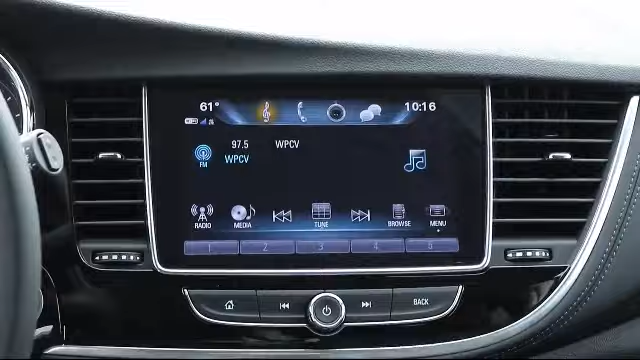 61° 10:16
97.5 WPCV
FM WPCV
RADIO MEDIA TUNE BROWSE MENU
1 2 3 4 5
BACK